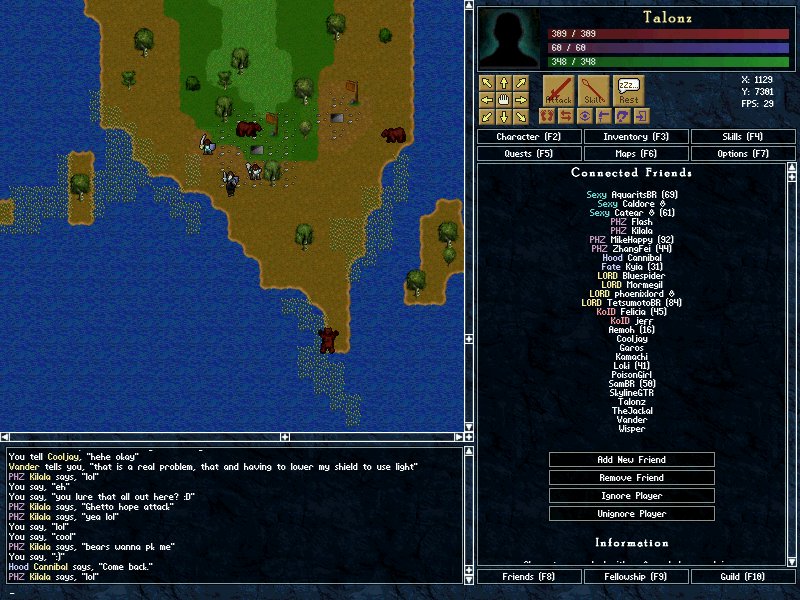 Talonz
309 / 309
60 / 60
348 / 348
Attack
Skills
zZz...
Rest
X: 1129
Y: 7301
FPS: 29
Character (F2)
Inventory (F3)
Skills (F4)
Quests (F5)
Maps (F6)
Options (F7)
Connected Friends
Sexy AquaritsBR (69)
Sexy Caldore
Sexy Catear (61)
PHZ Flash
PHZ Kilala
PHZ MikeHappy (92)
PHZ ZhangFei (44)
Hood Cannibal
Fate Kyia (31)
LORD Bluespider
LORD Mormegil
LORD phoenixlord
LORD TetsumotoBR (84)
KoID Felicia (45)
KoID jeff
Aemoh (16)
Cooljay
Garos
Kamachi
Loki (41)
PoisonGirl
SamBR (50)
SkylineGTR
Talonz
TheJackal
Vander
Wisper
Add New Friend
Remove Friend
Ignore Player
Unignore Player
Information
Friends (F8)
Fellowship (F9)
Guild (F10)
You tell Cooljay, "hehe okay"
Vander tells you, "that is a real problem, that and having to lower my shield to use light"
PHZ Kilala says, "lol"
You say, "eh"
You say, "you lure that all out here? :D"
PHZ Kilala says, "Ghetto hope attack"
PHZ Kilala says, "yea lol"
You say, "lol"
You say, "cool"
PHZ Kilala says, "bears wanna pk me"
You say, ":)"
Hood Cannibal says, "Come back."
PHZ Kilala says, "lol"